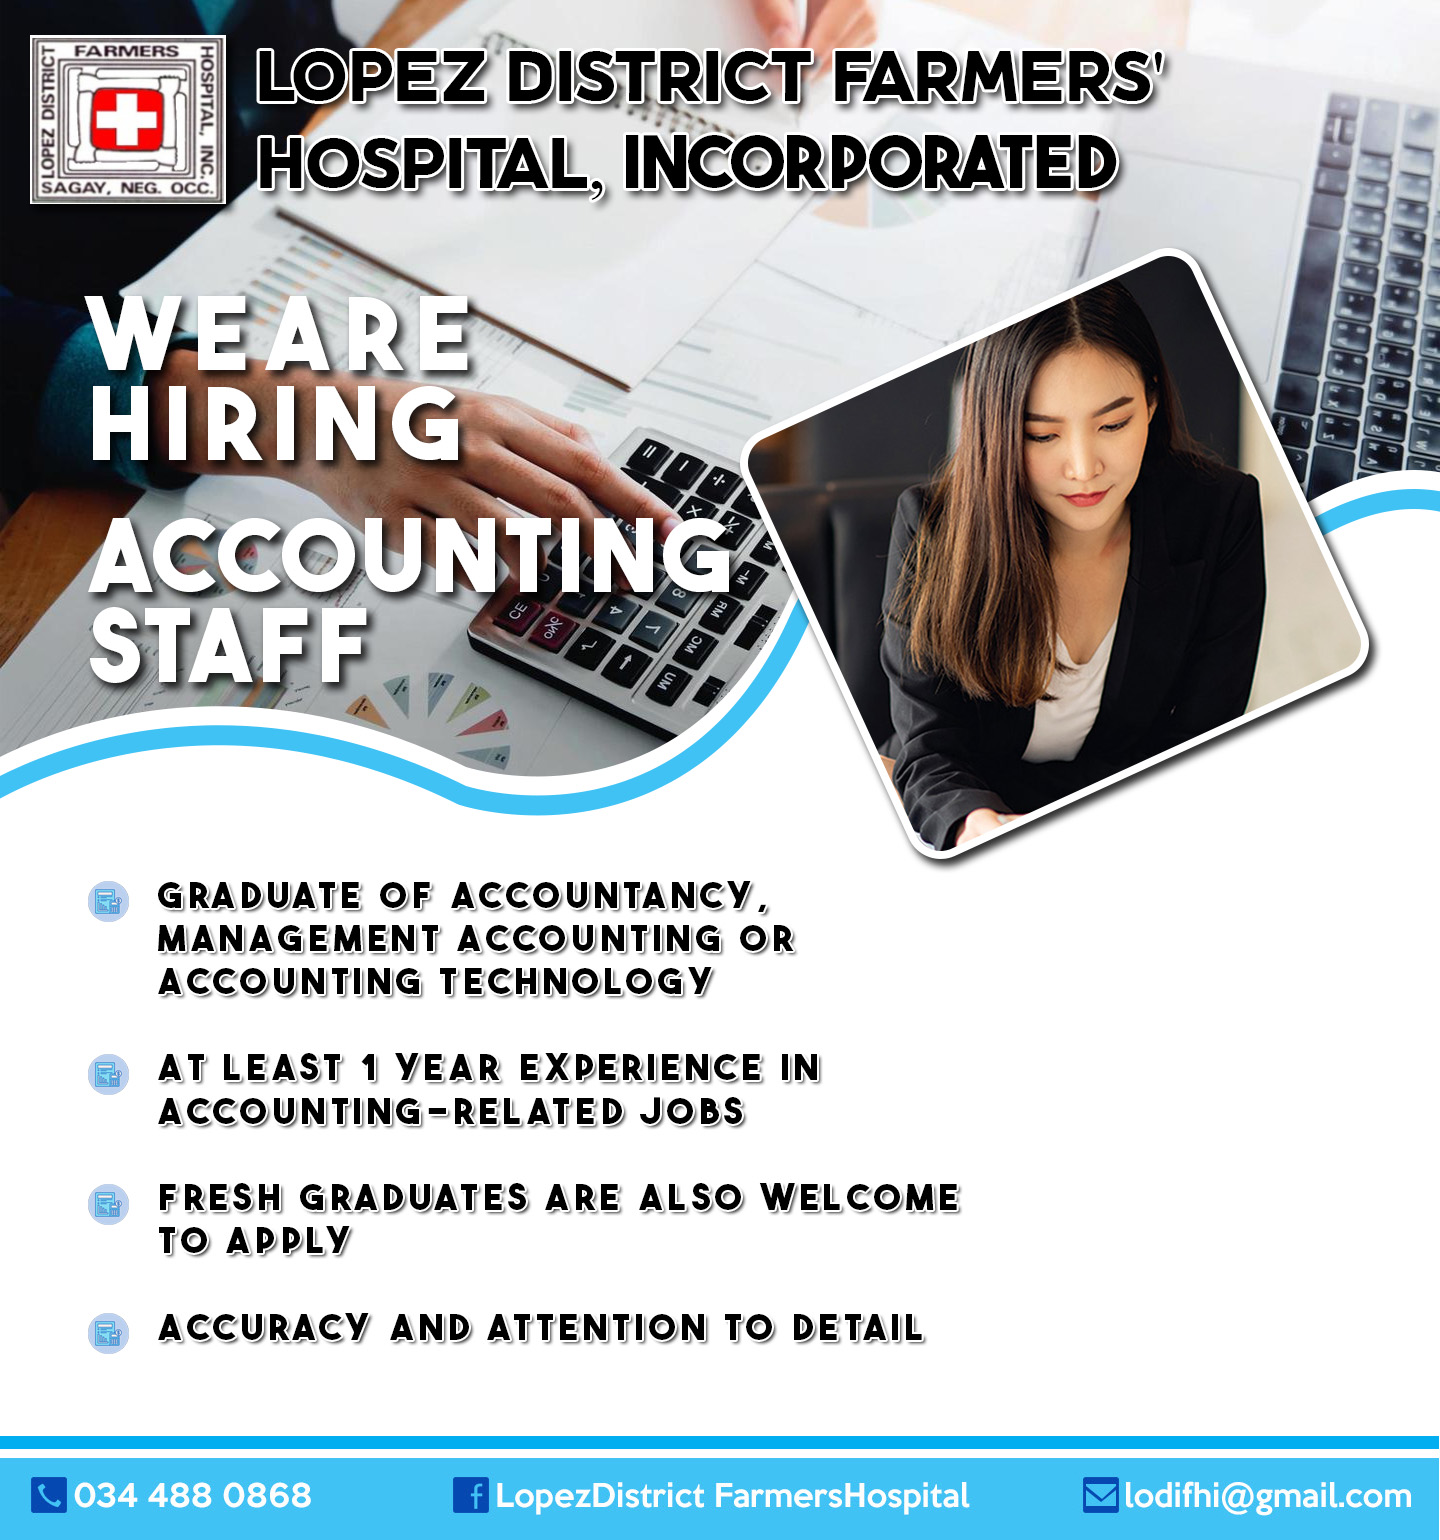 FARMERS
LOPEZ DISTRICT
HOSPITAL, INC.
SAGAY, NEG. OCC.
LOPEZ DISTRICT FARMERS'
HOSPITAL, INCORPORATED
WE ARE
HIRING
ACCOUNTING
STAFF
GRADUATE OF ACCOUNTANCY,
MANAGEMENT ACCOUNTING OR
ACCOUNTING TECHNOLOGY
AT LEAST 1 YEAR EXPERIENCE IN
ACCOUNTING-RELATED JOBS
FRESH GRADUATES ARE ALSO WELCOME
TO APPLY
ACCURACY AND ATTENTION TO DETAIL
034 488 0868
LopezDistrict FarmersHospital
lodifhi@gmail.com